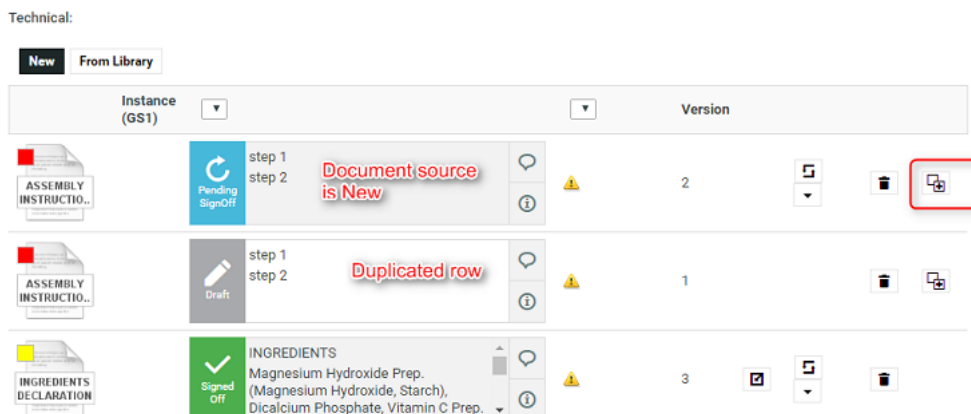 Technical:
New From Library
Instance
(GS1)
Version
ASSEMBLY
INSTRUCTIO..
Pending
SignOff
step 1
step 2
Document source
is New
2
ASSEMBLY
INSTRUCTIO..
Draft
step 1
step 2
Duplicated row
1
INGREDIENTS
DECLARATION
Signed
Off
INGREDIENTS
Magnesium Hydroxide Prep.
(Magnesium Hydroxide, Starch),
Dicalcium Phosphate, Vitamin C Prep.
3